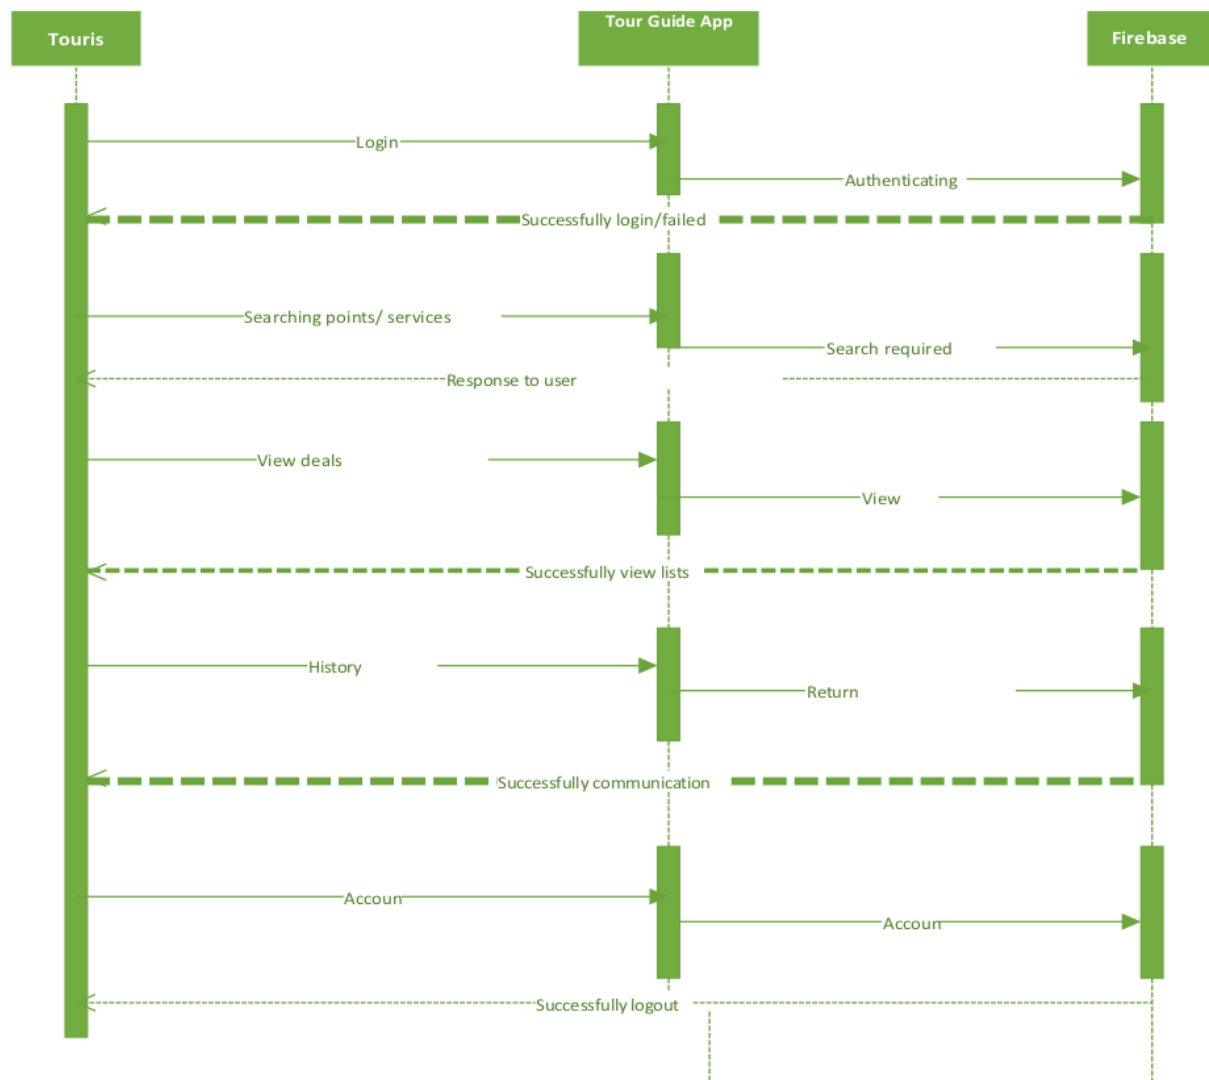 Touris
Tour Guide App
Firebase
Login
Authenticating
Successfully login/failed
Searching points/ services
Search required
Response to user
View deals
View
Successfully view lists
History
Return
Successfully communication
Accoun
Accoun
Successfully logout